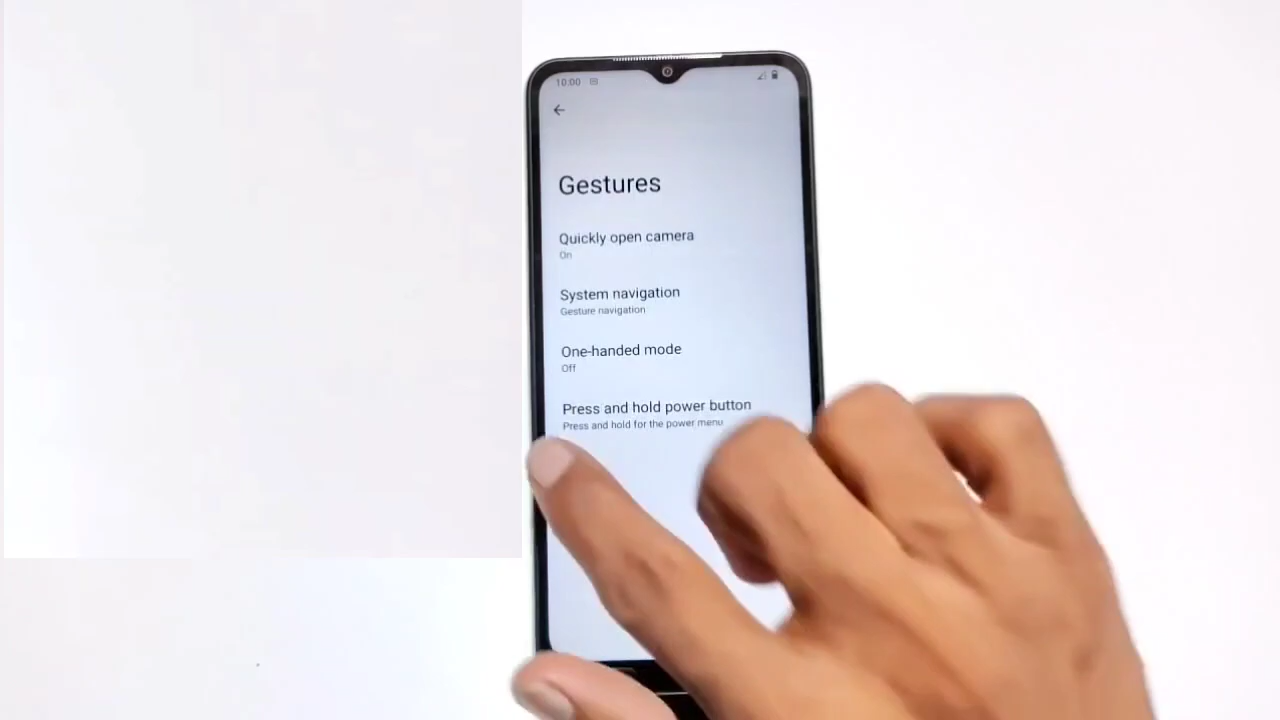 10:00
Gestures
Quickly open camera
On
System navigation
Gesture navigation
One-handed mode
Off
Press and hold power button
Press and hold for the power menu